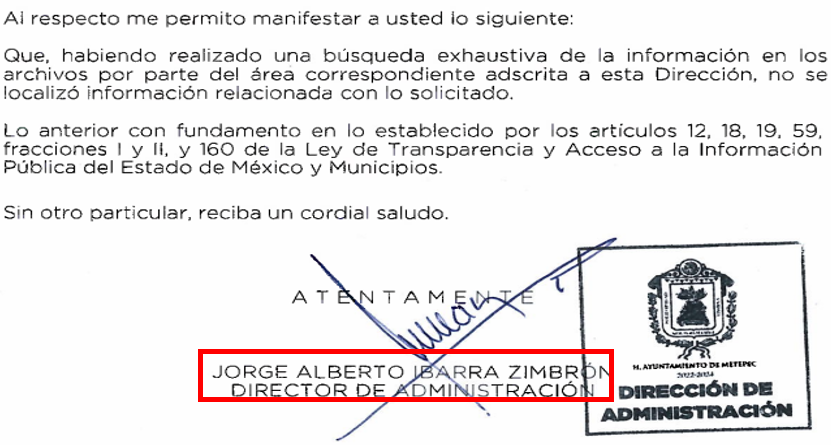 Al respecto me permito manifestar a usted lo siguiente:
Que, habiendo realizado una búsqueda exhaustiva de la información en los
archivos por parte del área correspondiente adscrita a esta Dirección, no se
localizó información relacionada con lo solicitado.
Lo anterior con fundamento en lo establecido por los artículos 12, 18, 19, 59,
fracciones I y II, y 160 de la Ley de Transparencia y Acceso a la Información
Pública del Estado de México y Municipios.
Sin otro particular, reciba un cordial saludo.
ATENTAMENTE
JORGE ALBERTO IBARRA ZIMBRÓN
DIRECTOR DE ADMINISTRACIÓN
H. AYUNTAMIENTO DE METEPEC
2022-2024
DIRECCIÓN DE
ADMINISTRACIÓN